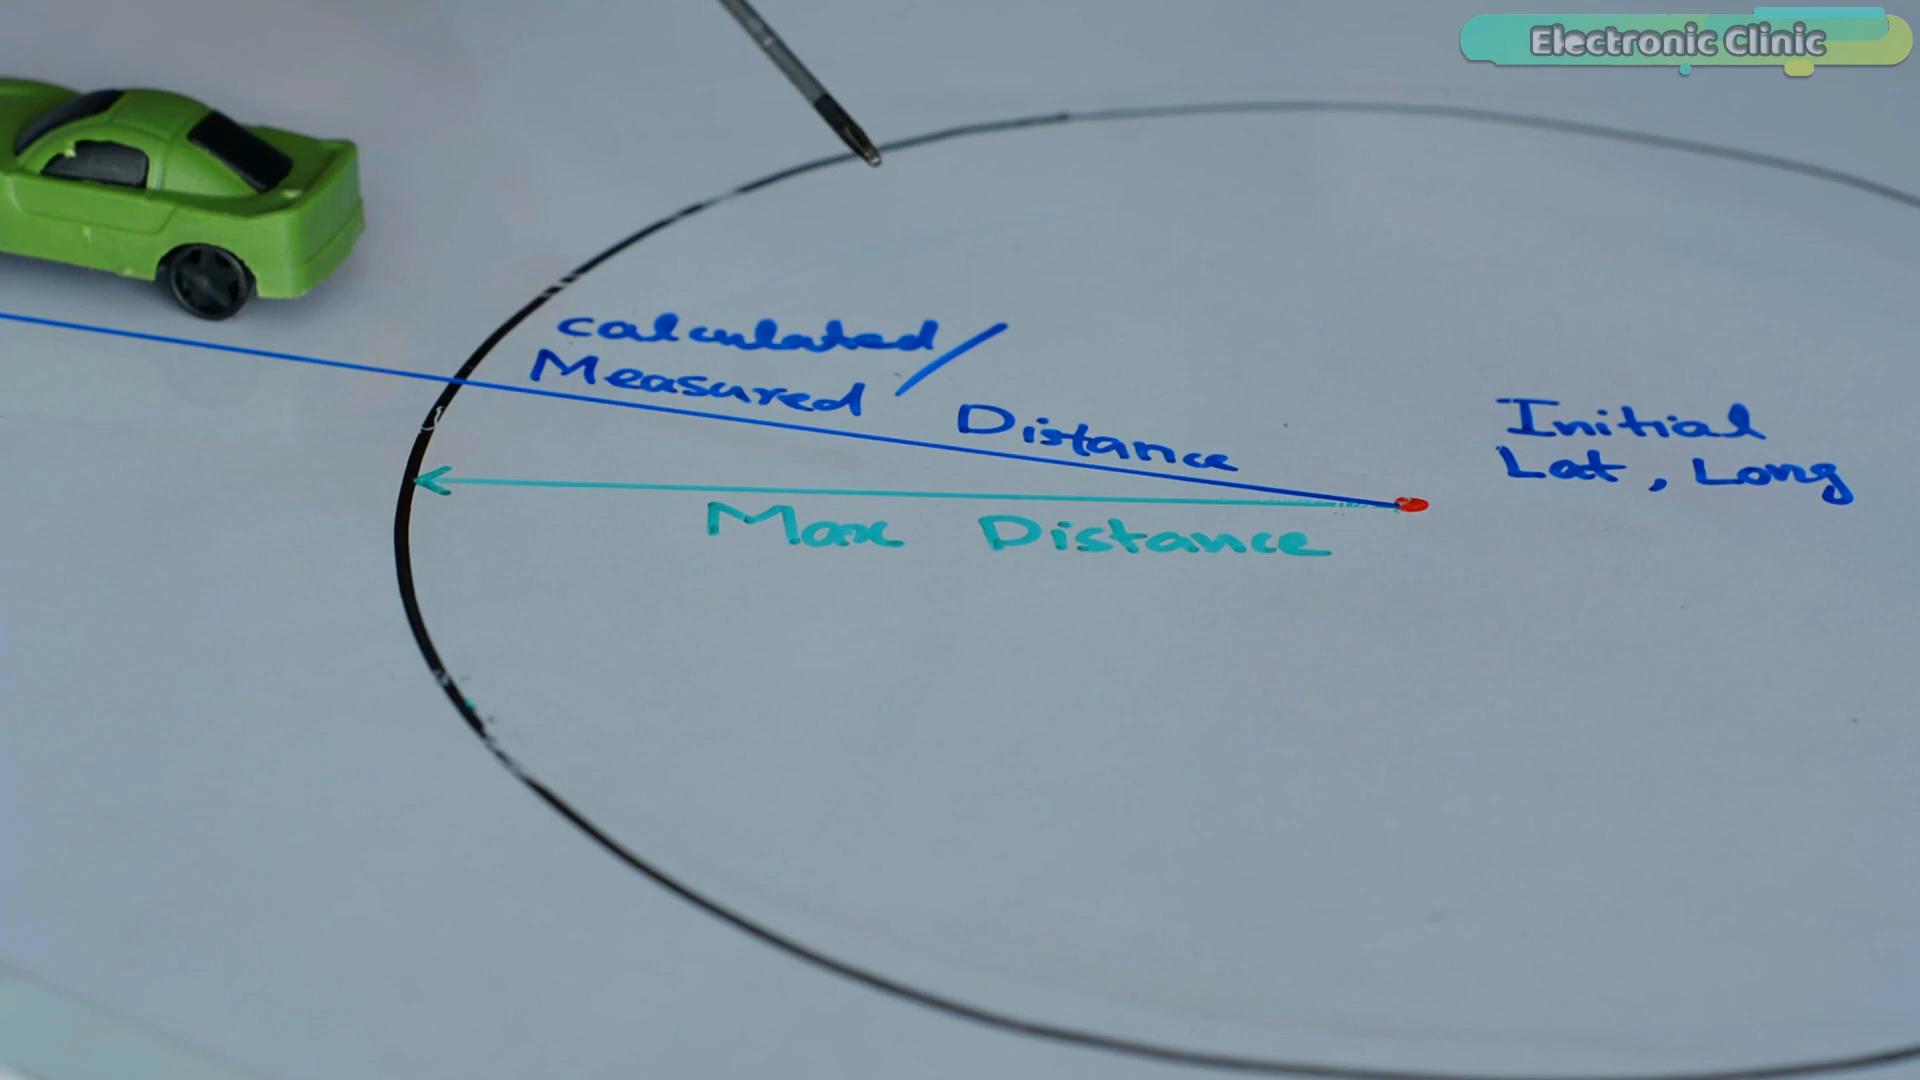 Electronic Clinic
calculated/
Measured Distance
Initial
Lat, Long
Max Distance